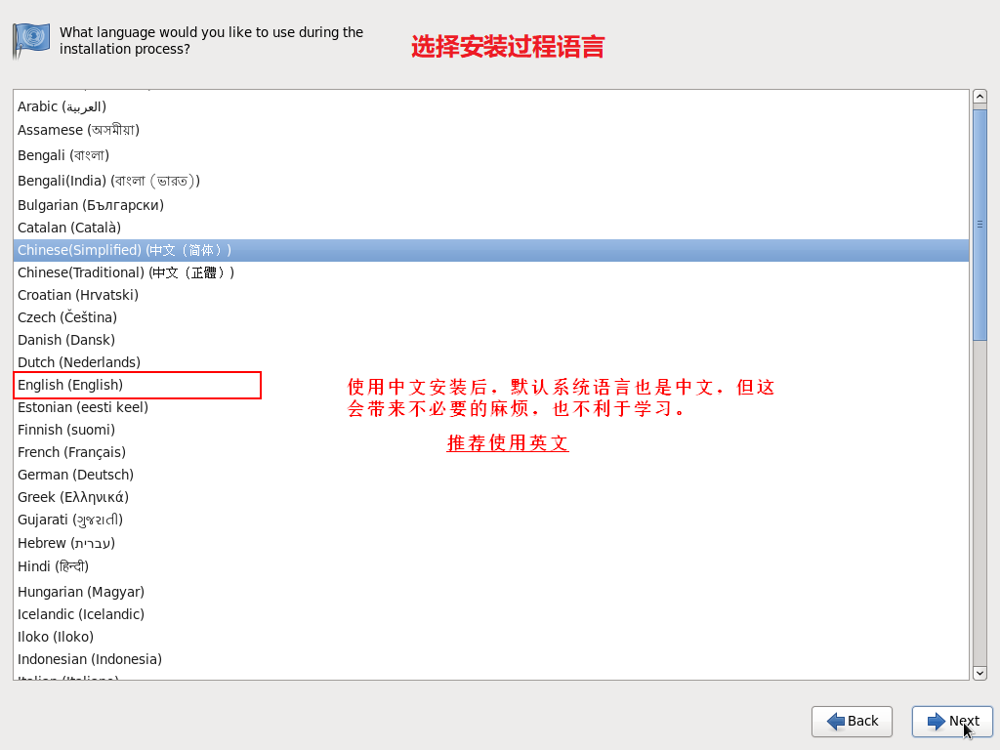 What language would you like to use during the
installation process?
选择安装过程语言
Arabic (العربية)
Assamese (অসমীয়া)
Bengali (বাংলা)
Bengali(India) (বাংলা (ভারত))
Bulgarian (Български)
Catalan (Català)
Chinese(Simplified) (中文（简体）)
Chinese(Traditional) (中文（正體）)
Croatian (Hrvatski)
Czech (Čeština)
Danish (Dansk)
Dutch (Nederlands)
English (English)
Estonian (eesti keel)
Finnish (suomi)
French (Français)
German (Deutsch)
Greek (Ελληνικά)
Gujarati (ગુજરાતી)
Hebrew (עברית)
Hindi (हिन्दी)
Hungarian (Magyar)
Icelandic (Icelandic)
Iloko (Iloko)
Indonesian (Indonesia)
Italian (Italiano)
使用中文安装后，默认系统语言也是中文，但这
会带来不必要的麻烦，也不利于学习。
推荐使用英文
Back
Next